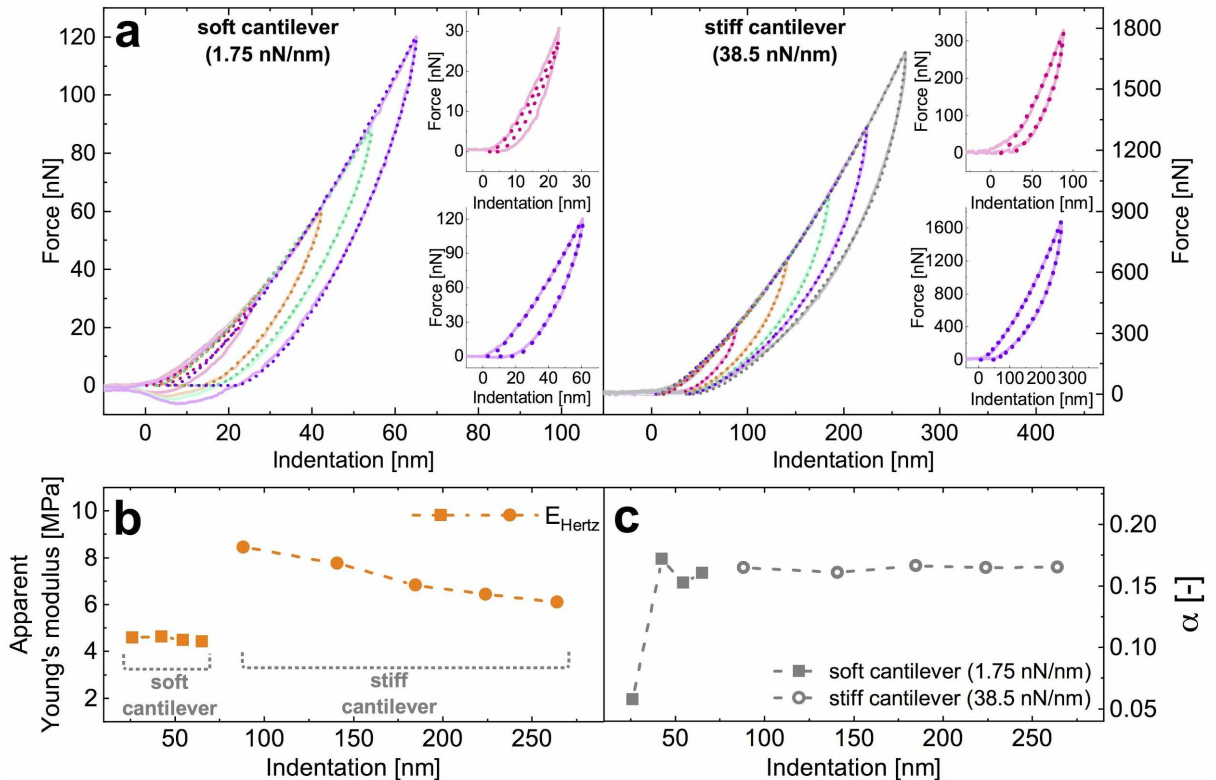 a
soft cantilever
(1.75 nN/nm)
120
100
80
60
40
20
0
Force [nN]
0 20 40 60 80 100
Indentation [nm]
30
20
10
0
Force [nN]
0 10 20 30
Indentation [nm]
120
90
60
30
0
Force [nN]
0 20 40 60
Indentation [nm]
stiff cantilever
(38.5 nN/nm)
1800
1500
1200
900
600
300
0
Force [nN]
0 100 200 300 400
Indentation [nm]
300
200
100
0
Force [nN]
0 50 100
Indentation [nm]
1600
1200
800
400
0
Force [nN]
0 100 200 300
Indentation [nm]
b
10
8
6
4
2
Apparent
Young's modulus [MPa]
E_Hertz
soft
cantilever
stiff
cantilever
50 100 150 200 250
Indentation [nm]
c
0.20
0.15
0.10
0.05
α [-]
soft cantilever (1.75 nN/nm)
stiff cantilever (38.5 nN/nm)
50 100 150 200 250
Indentation [nm]